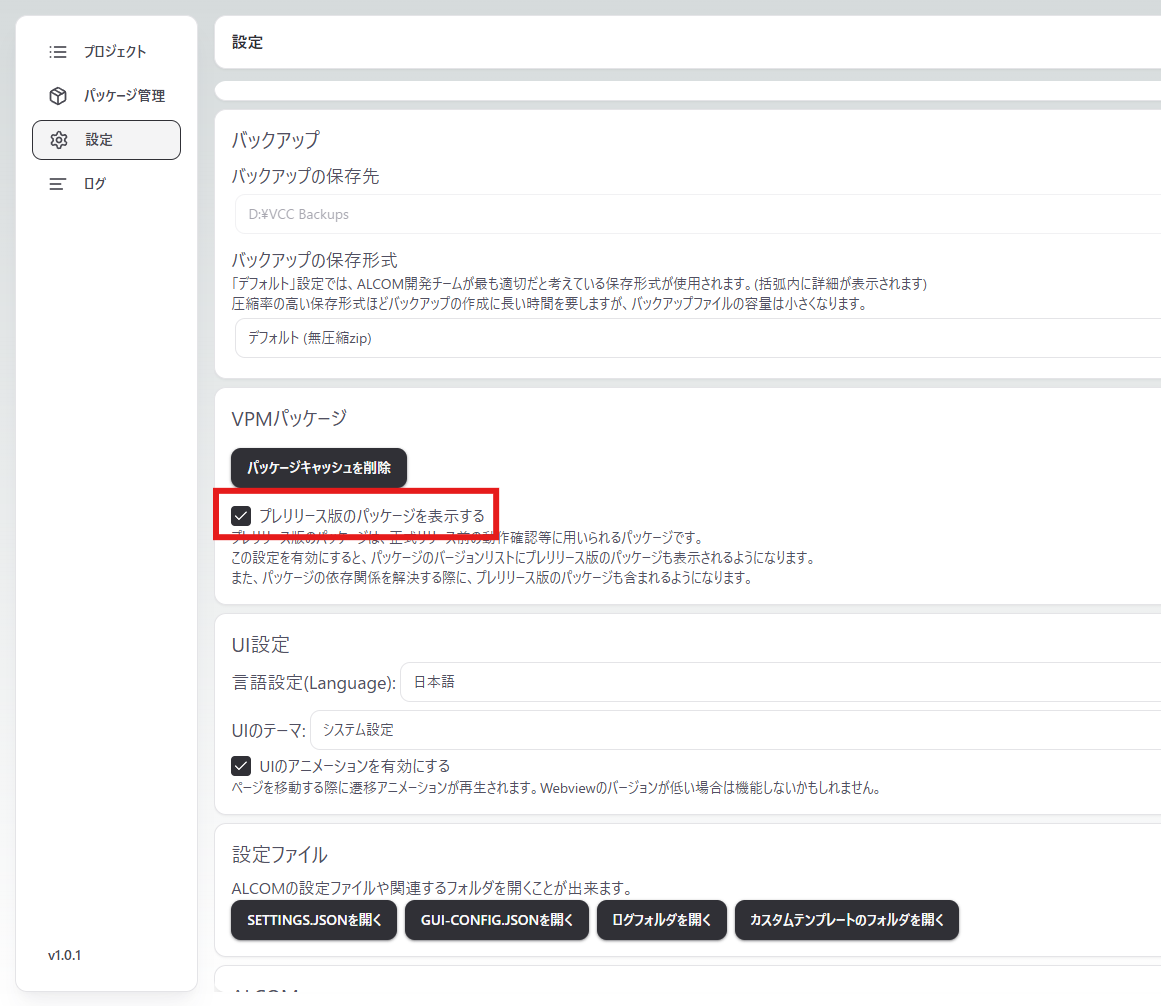 プロジェクト
パッケージ管理
設定
ログ
v1.0.1
設定
バックアップ
バックアップの保存先
D:¥VCC Backups
バックアップの保存形式
「デフォルト」設定では、ALCOM開発チームが最も適切だと考えている保存形式が使用されます。(括弧内に詳細が表示されます)
圧縮率の高い保存形式ほどバックアップの作成に長い時間を要しますが、バックアップファイルの容量は小さくなります。
デフォルト (無圧縮zip)
VPMパッケージ
パッケージキャッシュを削除
プレリリース版のパッケージを表示する
プレリリース版のパッケージは、正式リリース前の動作確認等に用いられるパッケージです。
この設定を有効にすると、パッケージのバージョンリストにプレリリース版のパッケージも表示されるようになります。
また、パッケージの依存関係を解決する際に、プレリリース版のパッケージも含まれるようになります。
UI設定
言語設定(Language):
日本語
UIのテーマ:
システム設定
UIのアニメーションを有効にする
ページを移動する際に遷移アニメーションが再生されます。Webviewのバージョンが低い場合は機能しないかもしれません。
設定ファイル
ALCOMの設定ファイルや関連するフォルダを開くことが出来ます。
SETTINGS.JSONを開く
GUI-CONFIG.JSONを開く
ログフォルダを開く
カスタムテンプレートのフォルダを開く
ALCOM